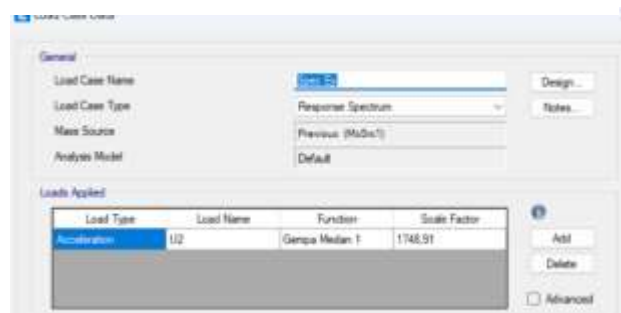 Load Case Data
General
Load Case Name
Design...
Load Case Type
Response Spectrum
Notes...
Mass Source
Previous (MsSrc1)
Analysis Model
Default
Loads Applied
Load Type Load Name Function Scale Factor
Acceleration U2 Gempa Medan 1 1748,91
Add
Delete
Advanced